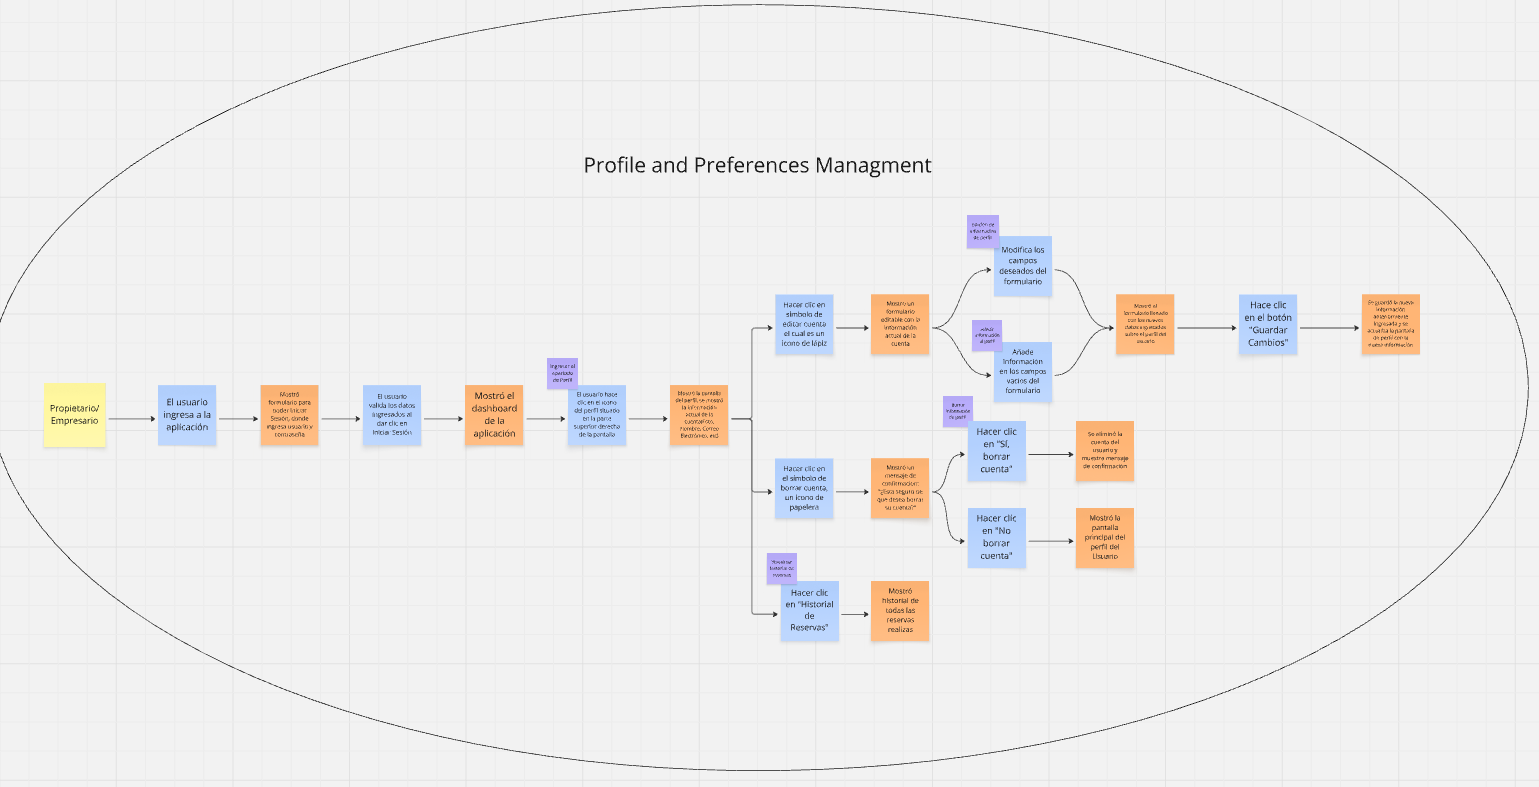 Profile and Preferences Managment
Propietario/
Empresario
El usuario
ingresa a la
aplicación
Mostró
formulario para
poder Iniciar
Sesión, donde
ingresa usuario y
contraseña
El usuario
valida los datos
ingresados al
dar clic en
Iniciar Sesión
Mostró el
dashboard
de la
aplicación
Ingresar al
apartado
de Perfil
El usuario hace
clic en el icono
del perfil situado
en la parte
superior derecha
de la pantalla
Mostró la pantalla
del perfil, se mostró
la información
actual de la
cuenta(Foto,
Nombre, Correo
Electrónico, etc)
Hacer clic en
símbolo de
editar cuenta
el cual es un
ícono de lápiz
Mostró un
formulario
editable con la
información
actual de la
cuenta
información
de perfil
Modifica los
campos
deseados del
formulario
Añadir
información
al perfil
Añade
información
en los campos
vacíos del
formulario
Mostró el
formulario llenado
con los nuevos
datos ingresados
sobre el perfil del
usuario
Hace clic
en el botón
"Guardar
Cambios"
Se guardó la nueva
información
ingresada y se
actualiza la pantalla
de perfil con la
nueva información
Hacer clic en
el símbolo de
borrar cuenta,
un ícono de
papelera
Mostró un
mensaje de
confirmación:
"¿Está seguro de
que desea borrar
su cuenta?"
Borrar
información
de perfil
Hacer clic
en "Sí,
borrar
cuenta"
Se eliminó la
cuenta del
usuario y
muestra mensaje
de confirmación
Hacer clic
en "No
borrar
cuenta"
Mostró la
pantalla
principal del
perfil del
Usuario
historial de
reservas
Hacer clic
en "Historial
de
Reservas"
Mostró
historial de
todas las
reservas
realizas